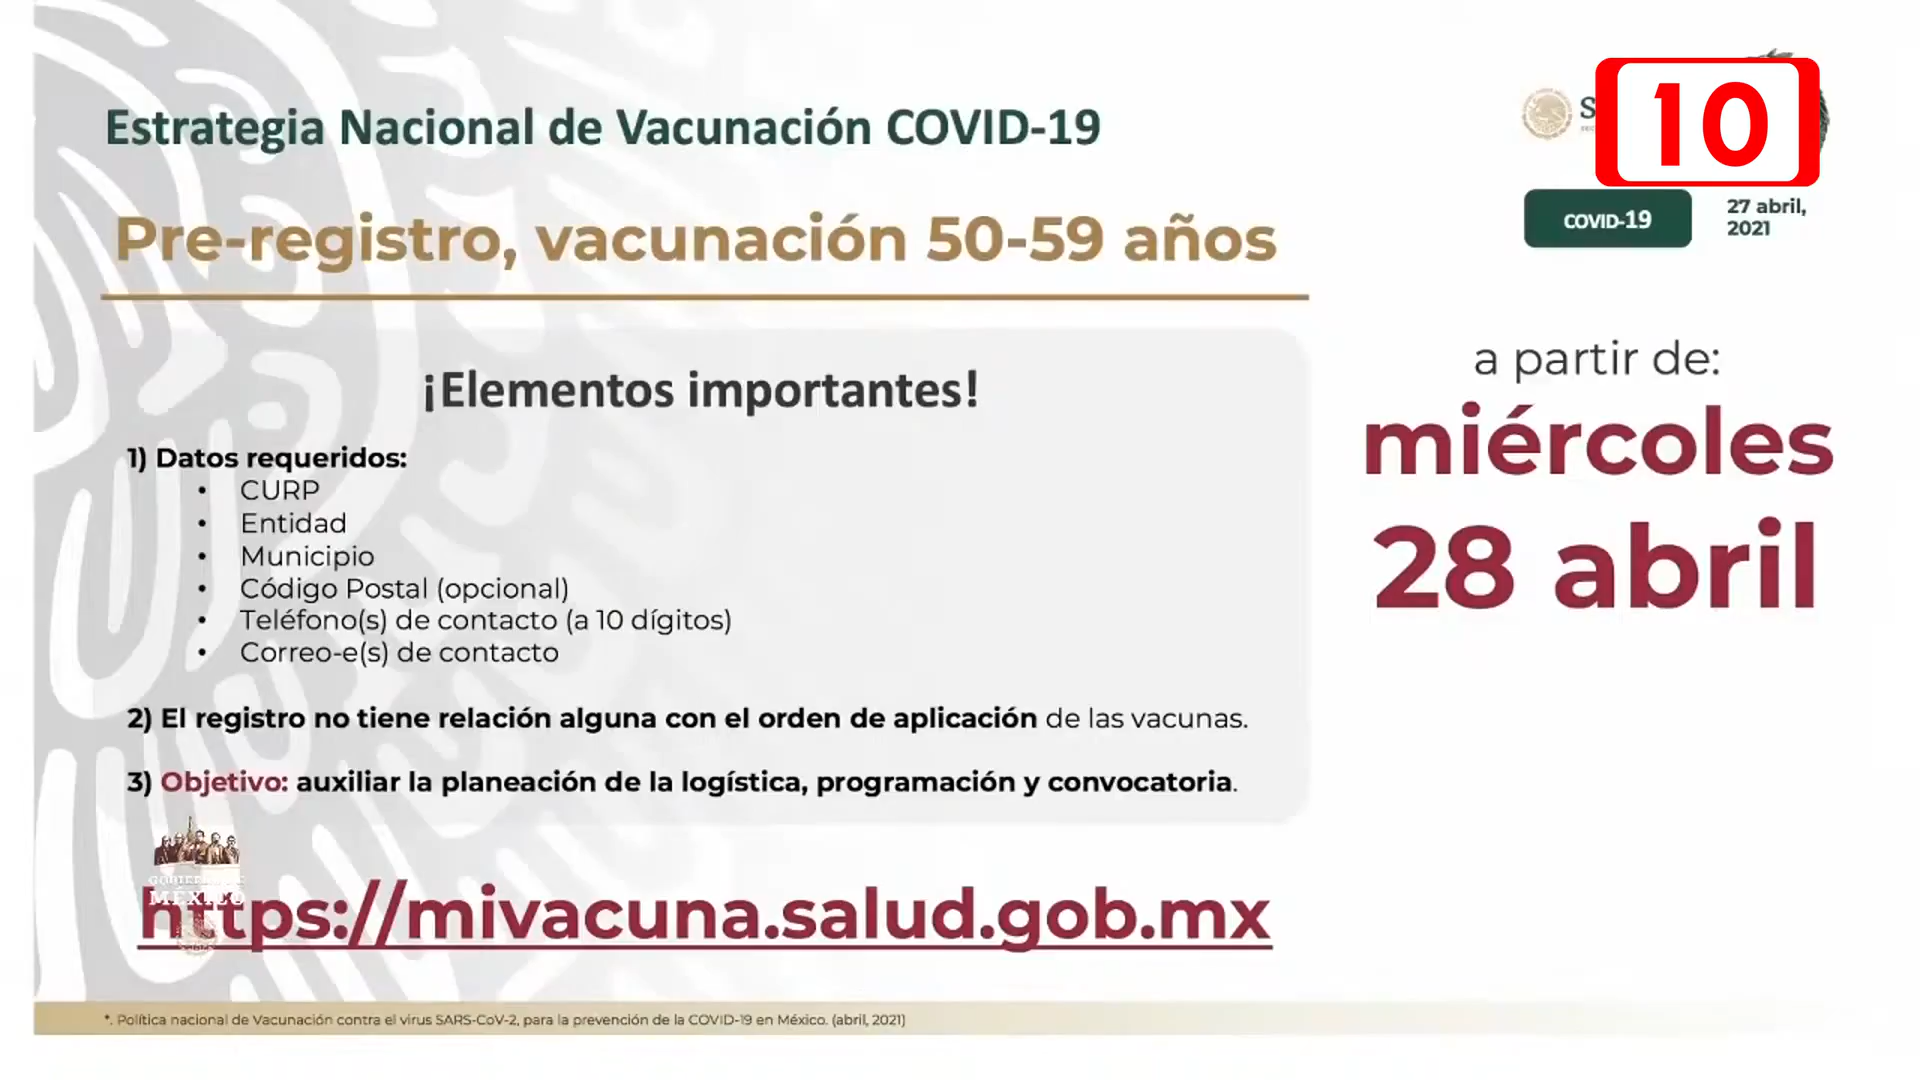 Estrategia Nacional de Vacunación COVID-19
10
Pre-registro, vacunación 50-59 años
COVID-19
27 abril,
2021
¡Elementos importantes!
1) Datos requeridos:
• CURP
• Entidad
• Municipio
• Código Postal (opcional)
• Teléfono(s) de contacto (a 10 dígitos)
• Correo-e(s) de contacto
2) El registro no tiene relación alguna con el orden de aplicación de las vacunas.
3) Objetivo: auxiliar la planeación de la logística, programación y convocatoria.
a partir de:
miércoles
28 abril
GOBIERNO DE
MÉXICO
https://mivacuna.salud.gob.mx
*. Política nacional de Vacunación contra el virus SARS-CoV-2, para la prevención de la COVID-19 en México. (abril, 2021)